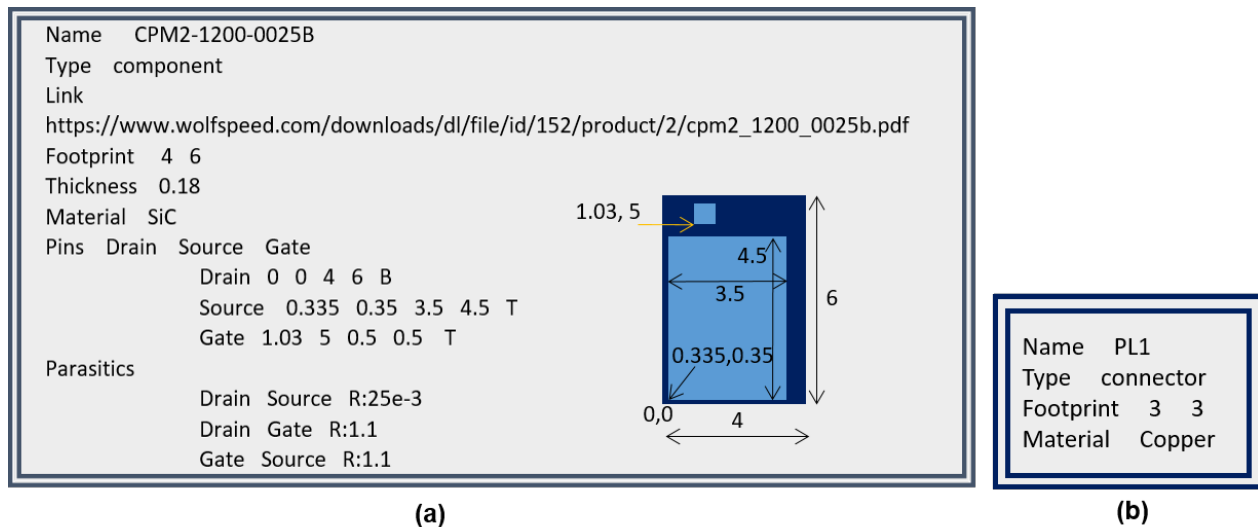 Name CPM2-1200-0025B
Type component
Link
https://www.wolfspeed.com/downloads/dl/file/id/152/product/2/cpm2_1200_0025b.pdf
Footprint 4 6
Thickness 0.18
Material SiC
Pins Drain Source Gate
Drain 0 0 4 6 B
Source 0.335 0.35 3.5 4.5 T
Gate 1.03 5 0.5 0.5 T
Parasitics
Drain Source R:25e-3
Drain Gate R:1.1
Gate Source R:1.1
1.03, 5
4.5
3.5
6
0.335,0.35
0,0
4
(a)
Name PL1
Type connector
Footprint 3 3
Material Copper
(b)